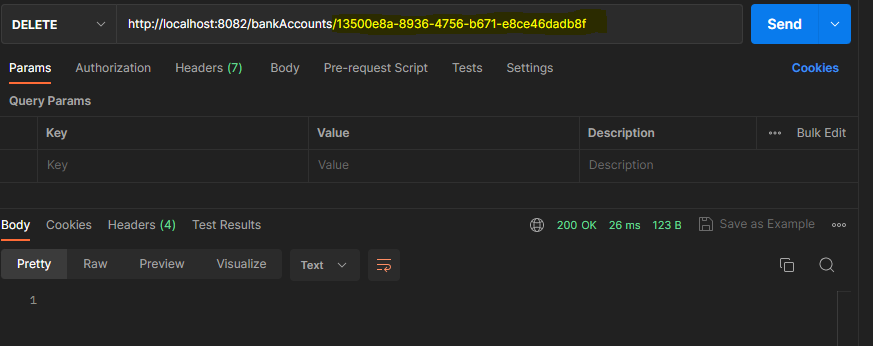 DELETE http://localhost:8082/bankAccounts/13500e8a-8936-4756-b671-e8ce46dadb8f Send
Params Authorization Headers (7) Body Pre-request Script Tests Settings Cookies
Query Params
Key Value Description Bulk Edit
Key Value Description
Body Cookies Headers (4) Test Results 200 OK 26 ms 123 B Save as Example
Pretty Raw Preview Visualize Text
1